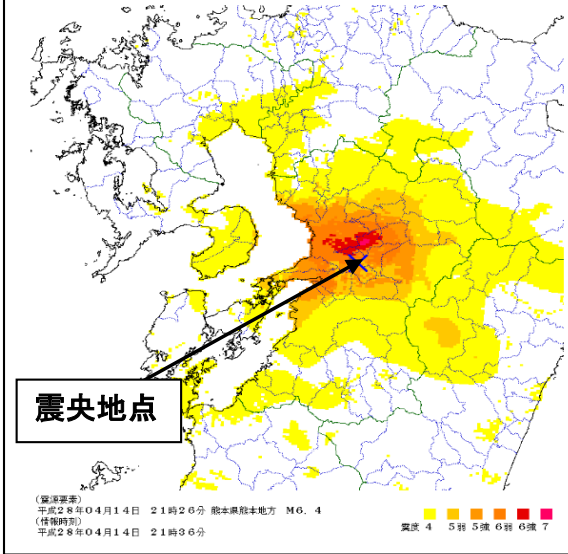 震央地点
（震源要素）
平成28年04月14日 21時26分 熊本県熊本地方 M6．4
（情報時刻）
平成28年04月14日 21時36分
震度 4 5弱 5強 6弱 6強 7